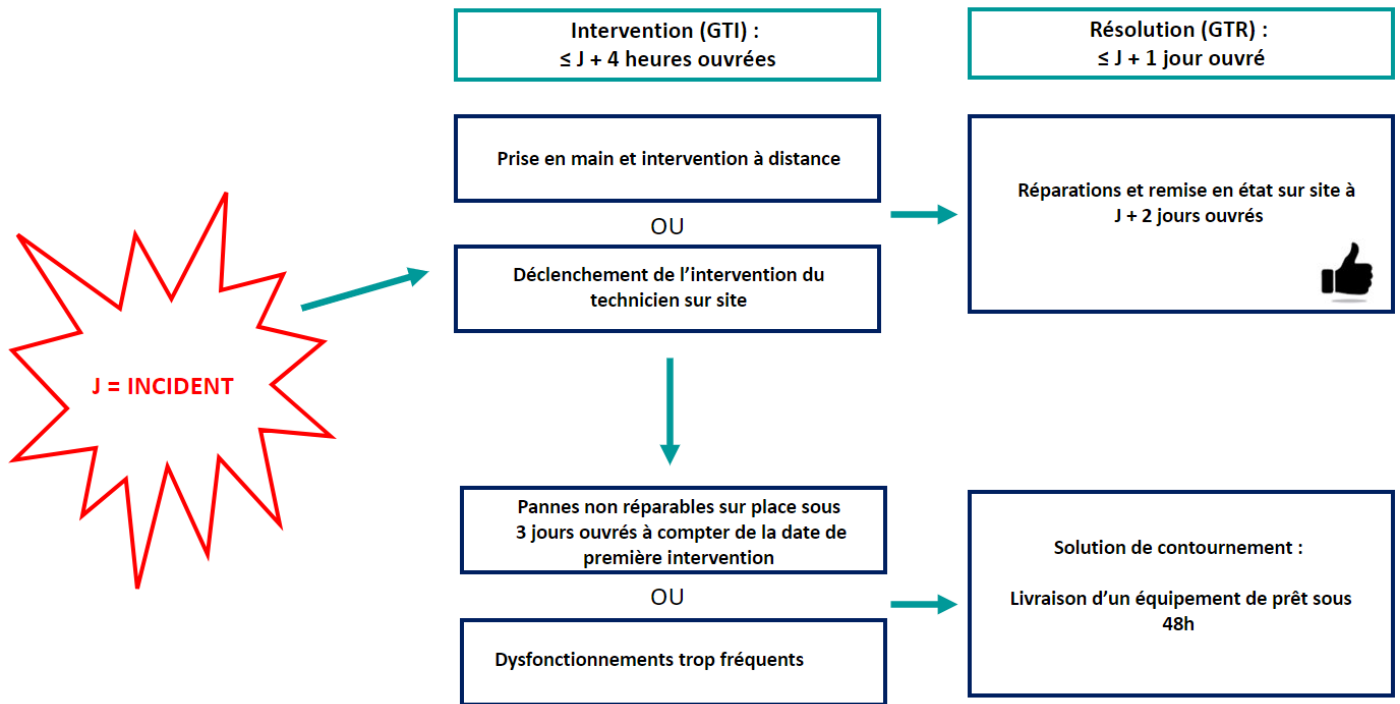 Intervention (GTI) :
≤ J + 4 heures ouvrées
Résolution (GTR) :
≤ J + 1 jour ouvré
Prise en main et intervention à distance
OU
Déclenchement de l’intervention du
technicien sur site
Réparations et remise en état sur site à
J + 2 jours ouvrés
J = INCIDENT
Pannes non réparables sur place sous
3 jours ouvrés à compter de la date de
première intervention
OU
Dysfonctionnements trop fréquents
Solution de contournement :
Livraison d’un équipement de prêt sous
48h